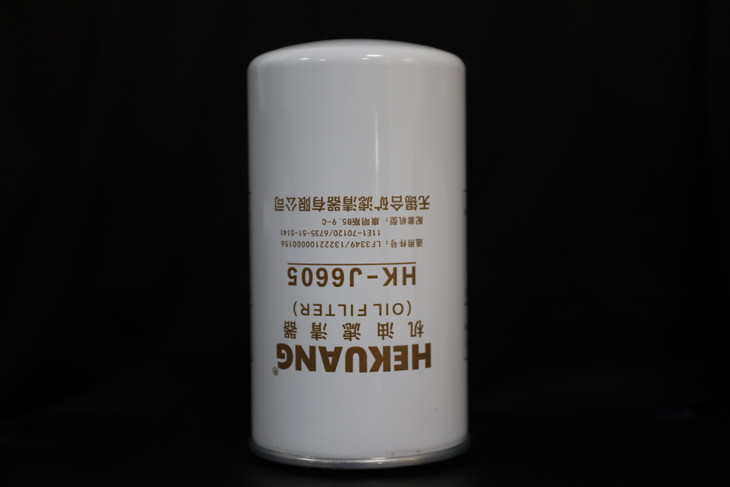 HEKUANG®
机油滤清器
(OIL FILTER)
HK-J6605
通用件号: LF3349/13222100000156
11E1-70120/6735-51-5141
配套机型: 康明斯B5.9-C
无锡合矿滤清器有限公司